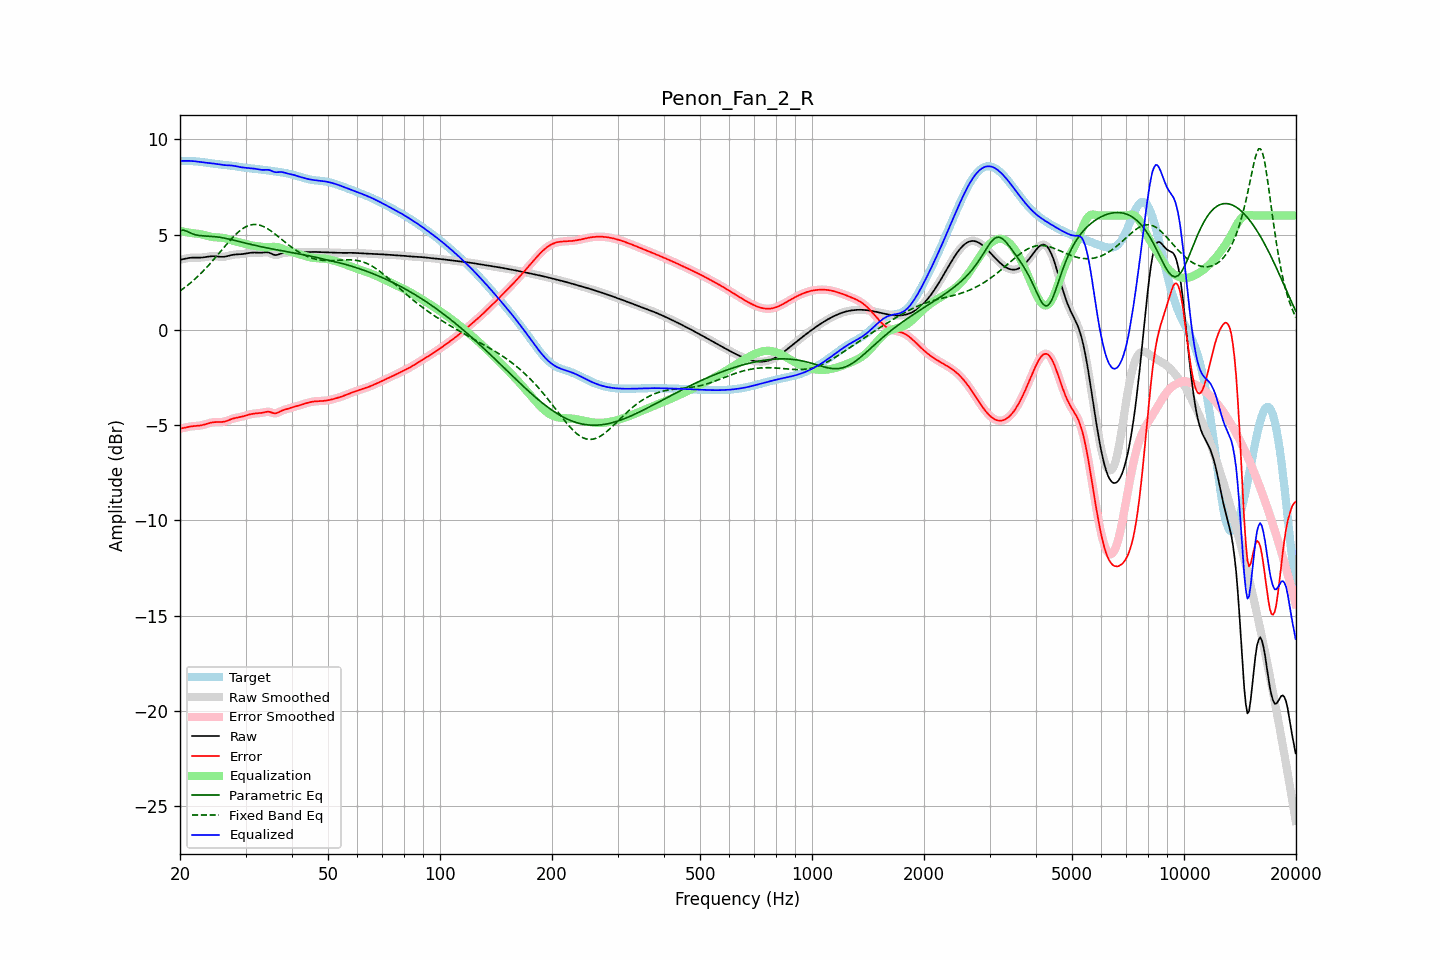 Penon_Fan_2_R
Amplitude (dBr)
10
5
0
−5
−10
−15
−20
−25
Target
Raw Smoothed
Error Smoothed
Raw
Error
Equalization
Parametric Eq
Fixed Band Eq
Equalized
20 50 100 200 500 1000 2000 5000 10000 20000
Frequency (Hz)